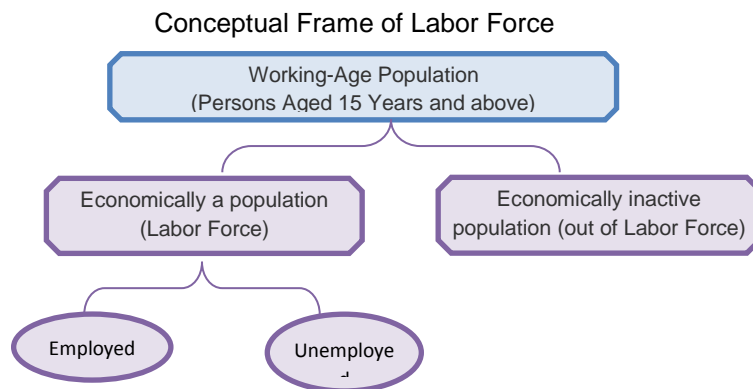 Conceptual Frame of Labor Force
Working-Age Population
(Persons Aged 15 Years and above)
Economically a population
(Labor Force)
Economically inactive
population (out of Labor Force)
Employed
Unemploye
d